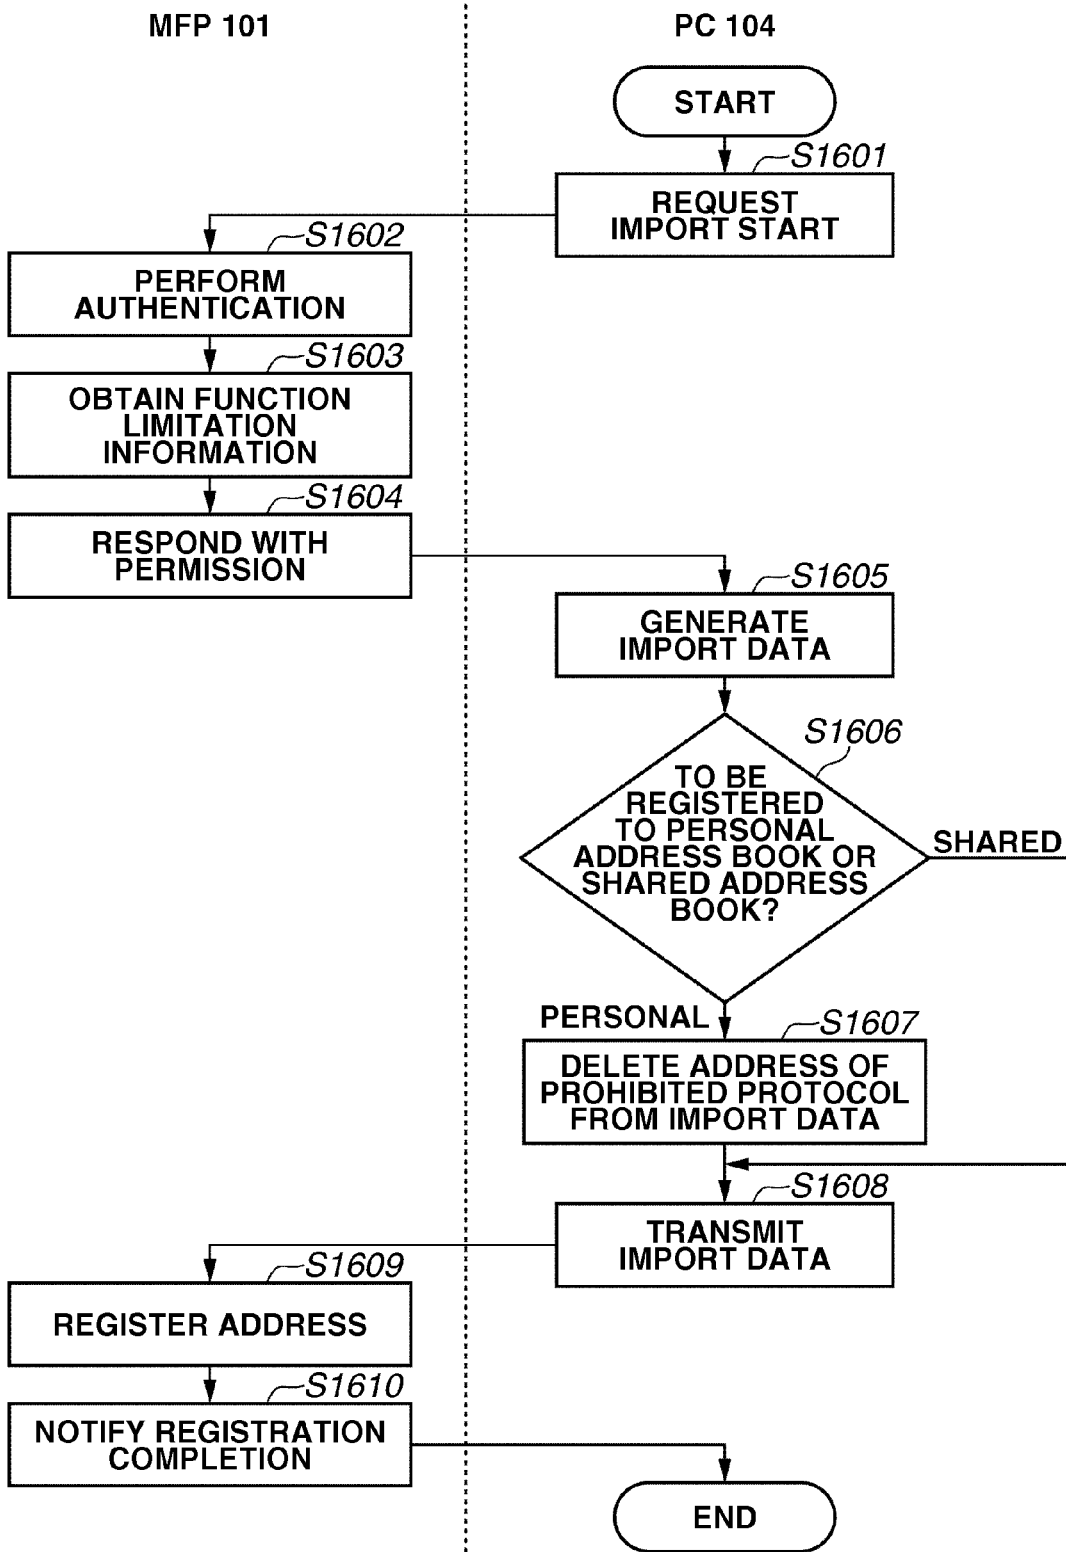 MFP 101
PC 104
START
S1601
REQUEST
IMPORT START
S1602
PERFORM
AUTHENTICATION
S1603
OBTAIN FUNCTION
LIMITATION
INFORMATION
S1604
RESPOND WITH
PERMISSION
S1605
GENERATE
IMPORT DATA
S1606
TO BE
REGISTERED
TO PERSONAL
ADDRESS BOOK OR
SHARED ADDRESS
BOOK?
SHARED
PERSONAL
S1607
DELETE ADDRESS OF
PROHIBITED PROTOCOL
FROM IMPORT DATA
S1608
TRANSMIT
IMPORT DATA
S1609
REGISTER ADDRESS
S1610
NOTIFY REGISTRATION
COMPLETION
END